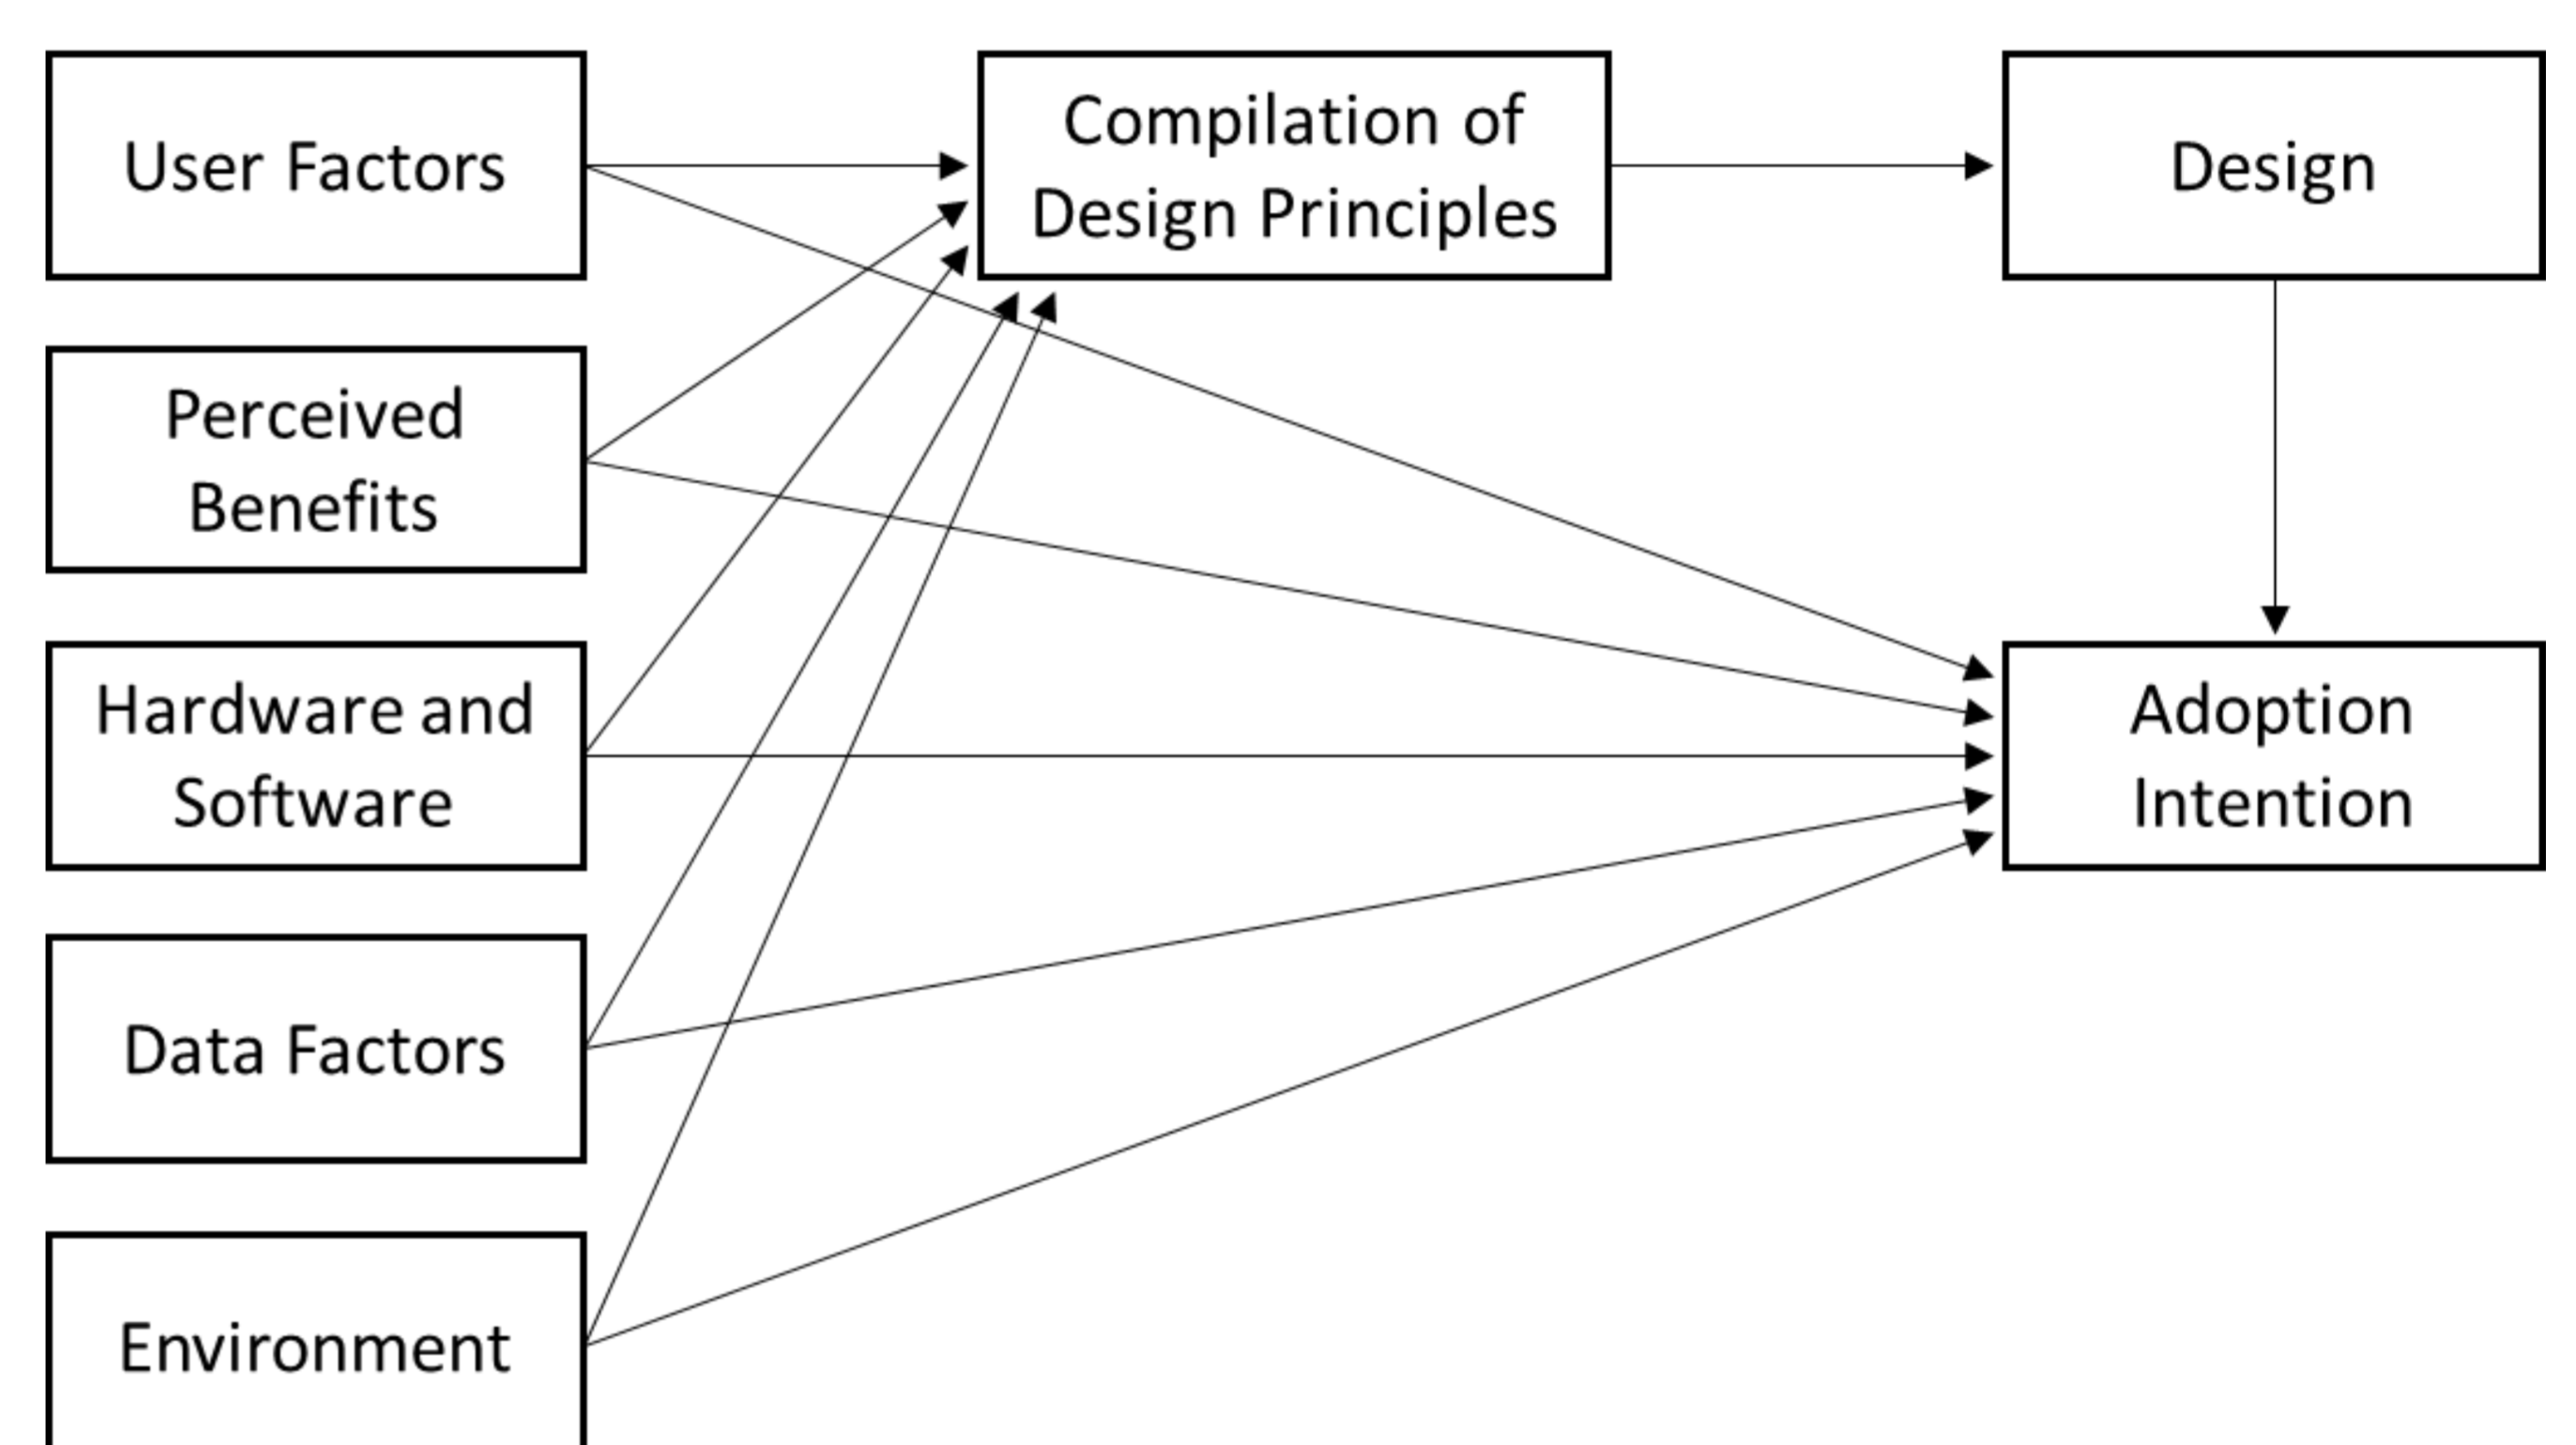 User Factors
Compilation of
Design Principles
Design
Perceived
Benefits
Hardware and
Software
Adoption
Intention
Data Factors
Environment